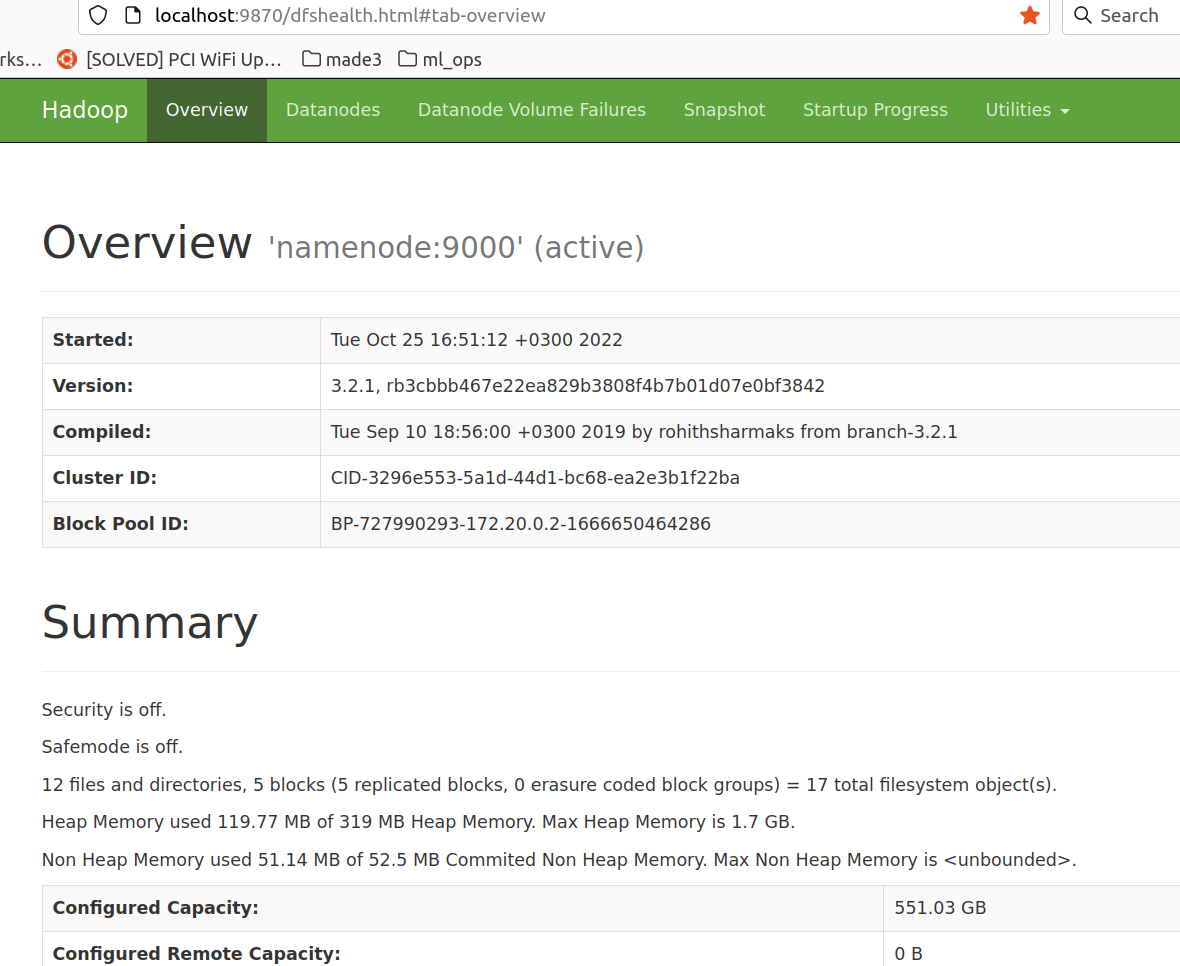 localhost:9870/dfshealth.html#tab-overview Search
rks... [SOLVED] PCI WiFi Up... made3 ml_ops
Hadoop Overview Datanodes Datanode Volume Failures Snapshot Startup Progress Utilities
Overview 'namenode:9000' (active)
Started: Tue Oct 25 16:51:12 +0300 2022
Version: 3.2.1, rb3cbbb467e22ea829b3808f4b7b01d07e0bf3842
Compiled: Tue Sep 10 18:56:00 +0300 2019 by rohithsharmaks from branch-3.2.1
Cluster ID: CID-3296e553-5a1d-44d1-bc68-ea2e3b1f22ba
Block Pool ID: BP-727990293-172.20.0.2-1666650464286
Summary
Security is off.
Safemode is off.
12 files and directories, 5 blocks (5 replicated blocks, 0 erasure coded block groups) = 17 total filesystem object(s).
Heap Memory used 119.77 MB of 319 MB Heap Memory. Max Heap Memory is 1.7 GB.
Non Heap Memory used 51.14 MB of 52.5 MB Commited Non Heap Memory. Max Non Heap Memory is <unbounded>.
Configured Capacity: 551.03 GB
Configured Remote Capacity: 0 B